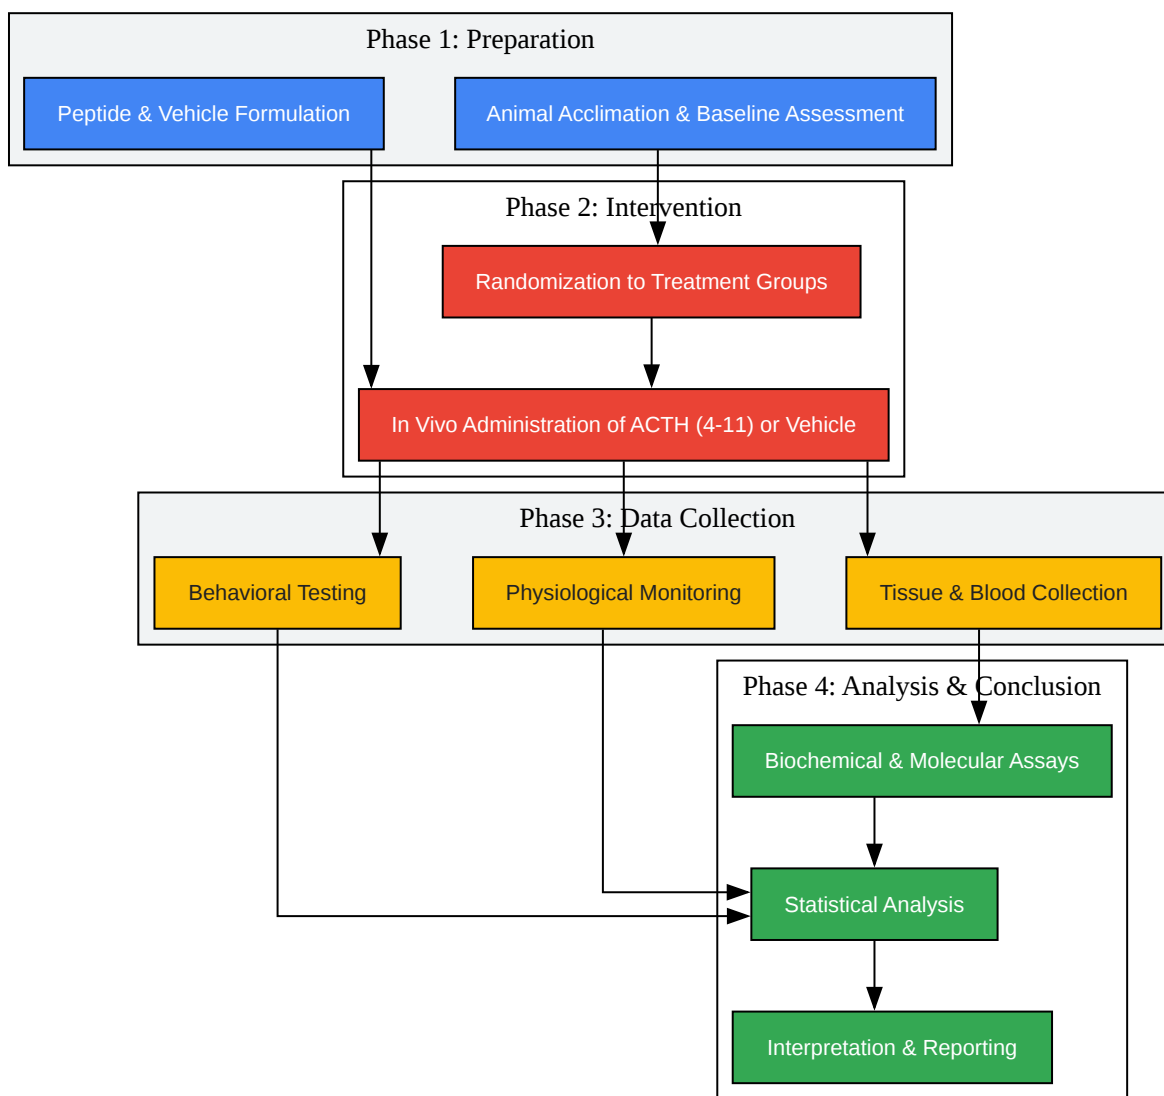 Phase 1: Preparation
Peptide & Vehicle Formulation
Animal Acclimation & Baseline Assessment
Phase 2: Intervention
Randomization to Treatment Groups
In Vivo Administration of ACTH (4-11) or Vehicle
Phase 3: Data Collection
Behavioral Testing
Physiological Monitoring
Tissue & Blood Collection
Phase 4: Analysis & Conclusion
Biochemical & Molecular Assays
Statistical Analysis
Interpretation & Reporting